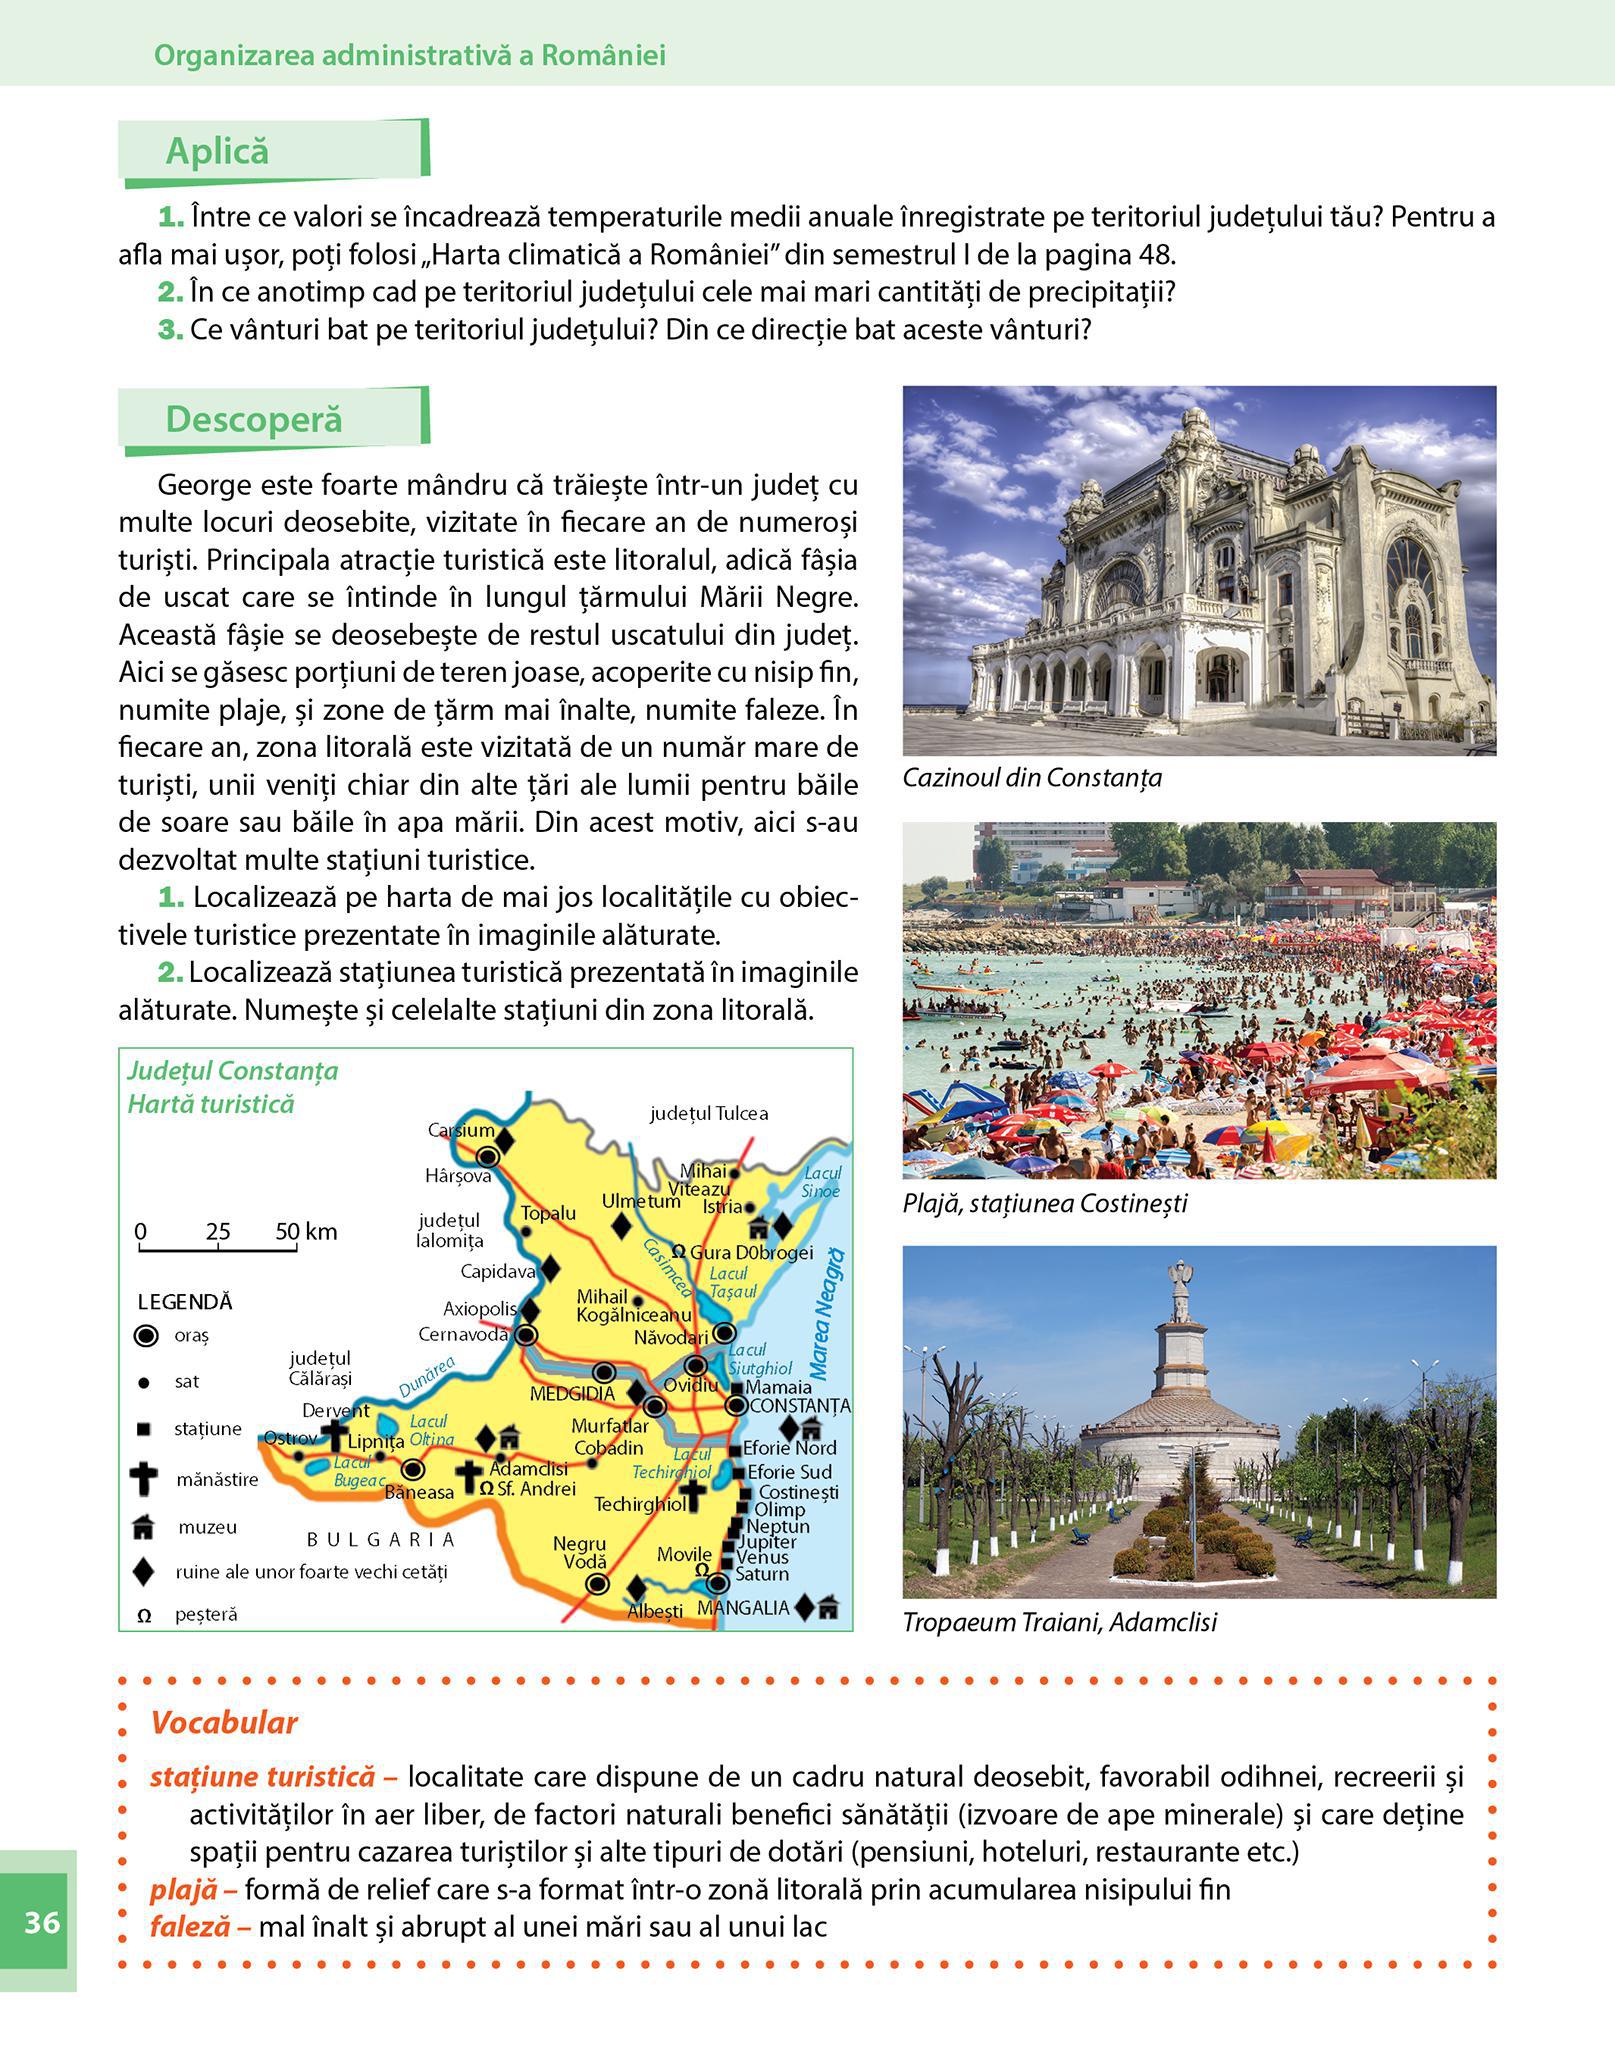 Organizarea administrativă a României
Aplică
1. Între ce valori se încadrează temperaturile medii anuale înregistrate pe teritoriul județului tău? Pentru a
afla mai ușor, poți folosi „Harta climatică a României” din semestrul I de la pagina 48.
2. În ce anotimp cad pe teritoriul județului cele mai mari cantități de precipitații?
3. Ce vânturi bat pe teritoriul județului? Din ce direcție bat aceste vânturi?
Descoperă
George este foarte mândru că trăiește într-un județ cu
multe locuri deosebite, vizitate în fiecare an de numeroși
turiști. Principala atracție turistică este litoralul, adică fâșia
de uscat care se întinde în lungul țărmului Mării Negre.
Această fâșie se deosebește de restul uscatului din județ.
Aici se găsesc porțiuni de teren joase, acoperite cu nisip fin,
numite plaje, și zone de țărm mai înalte, numite faleze. În
fiecare an, zona litorală este vizitată de un număr mare de
turiști, unii veniți chiar din alte țări ale lumii pentru băile
de soare sau băile în apa mării. Din acest motiv, aici s-au
dezvoltat multe stațiuni turistice.
1. Localizează pe harta de mai jos localitățile cu obiec-
tivele turistice prezentate în imaginile alăturate.
2. Localizează stațiunea turistică prezentată în imaginile
alăturate. Numește și celelalte stațiuni din zona litorală.
Cazinoul din Constanța
Plajă, stațiunea Costinești
Tropaeum Traiani, Adamclisi
Județul Constanța
Hartă turistică
0 25 50 km
LEGENDĂ
oraș
sat
stațiune
mănăstire
muzeu
ruine ale unor foarte vechi cetăți
Ω peșteră
județul Tulcea
Carsium
Hârșova
Mihai
Viteazu
Lacul
Sinoe
Ulmetum
Istria
județul
Ialomița
Topalu
Casimcea
Ω Gura D0brogei
Marea Neagră
Capidava
Lacul
Tașaul
Mihail
Kogălniceanu
Axiopolis
Cernavodă
Năvodari
județul
Călărași
Dunărea
Lacul
Siutghiol
MEDGIDIA
Ovidiu
Mamaia
CONSTANȚA
Dervent
Ostrov
Lipnița
Lacul
Oltina
Murfatlar
Cobadin
Lacul
Bugeac
Băneasa
Adamclisi
Ω Sf. Andrei
Lacul
Techirghiol
Techirghiol
Eforie Nord
Eforie Sud
Costinești
Olimp
Neptun
Jupiter
Venus
Saturn
BULGARIA
Negru
Vodă
Movile
Ω
Albești
MANGALIA
Vocabular
stațiune turistică – localitate care dispune de un cadru natural deosebit, favorabil odihnei, recreerii și
activităților în aer liber, de factori naturali benefici sănătății (izvoare de ape minerale) și care deține
spații pentru cazarea turiștilor și alte tipuri de dotări (pensiuni, hoteluri, restaurante etc.)
plajă – formă de relief care s-a format într-o zonă litorală prin acumularea nisipului fin
faleză – mal înalt și abrupt al unei mări sau al unui lac
36